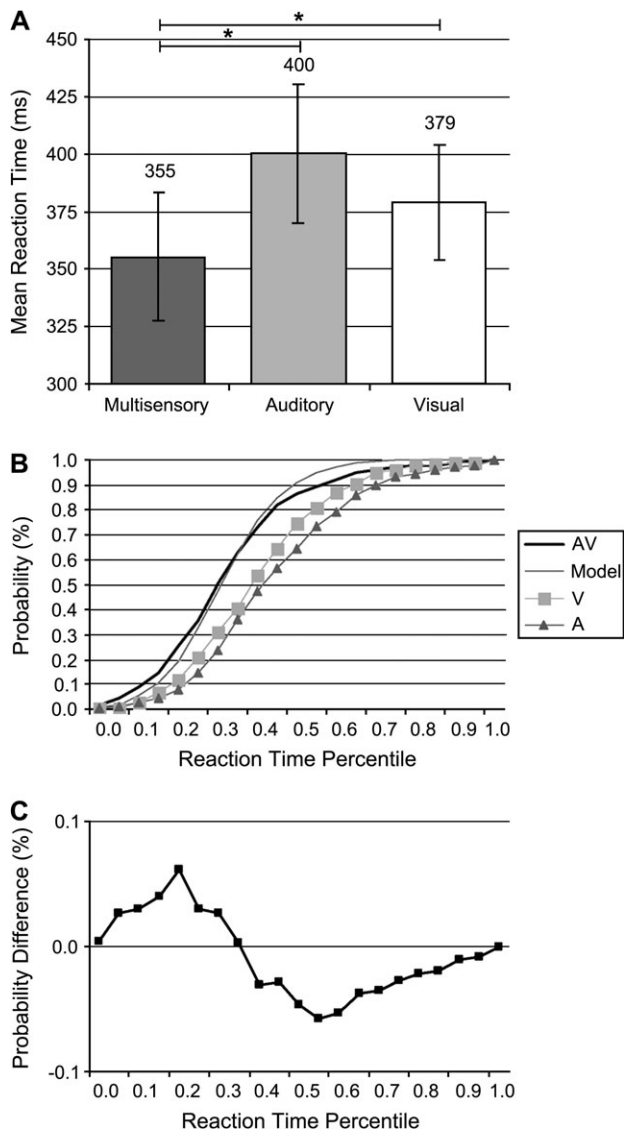 A
*
*
450
425
400
375
350
325
300
Mean Reaction Time (ms)
355
400
379
Multisensory Auditory Visual
B
1.0
0.9
0.8
0.7
0.6
0.5
0.4
0.3
0.2
0.1
0.0
Probability (%)
AV
Model
V
A
0.0 0.1 0.2 0.3 0.4 0.5 0.6 0.7 0.8 0.9 1.0
Reaction Time Percentile
C
0.1
0.0
-0.1
Probability Difference (%)
0.0 0.1 0.2 0.3 0.4 0.5 0.6 0.7 0.8 0.9 1.0
Reaction Time Percentile